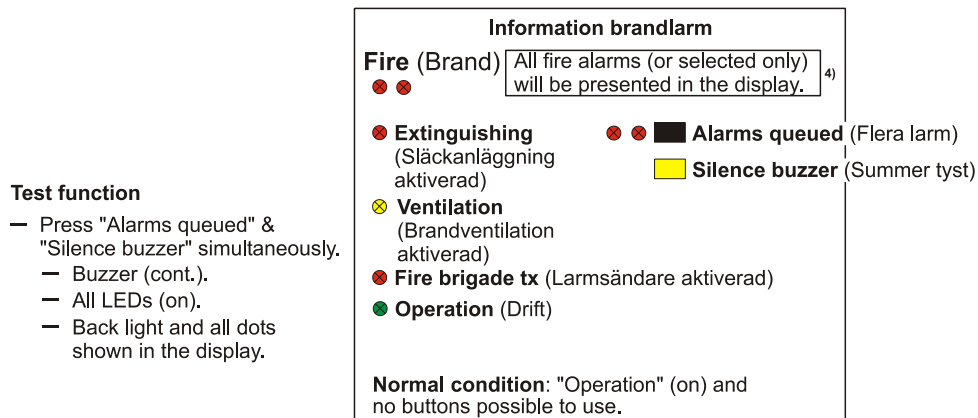 Information brandlarm
Fire (Brand)
All fire alarms (or selected only)
will be presented in the display.
4)
Extinguishing
(Släckanläggning
aktiverad)
Alarms queued (Flera larm)
Silence buzzer (Summer tyst)
Ventilation
(Brandventilation
aktiverad)
Fire brigade tx (Larmsändare aktiverad)
Operation (Drift)
Normal condition: "Operation" (on) and
no buttons possible to use.
Test function
— Press "Alarms queued" &
"Silence buzzer" simultaneously.
— Buzzer (cont.).
— All LEDs (on).
— Back light and all dots
shown in the display.